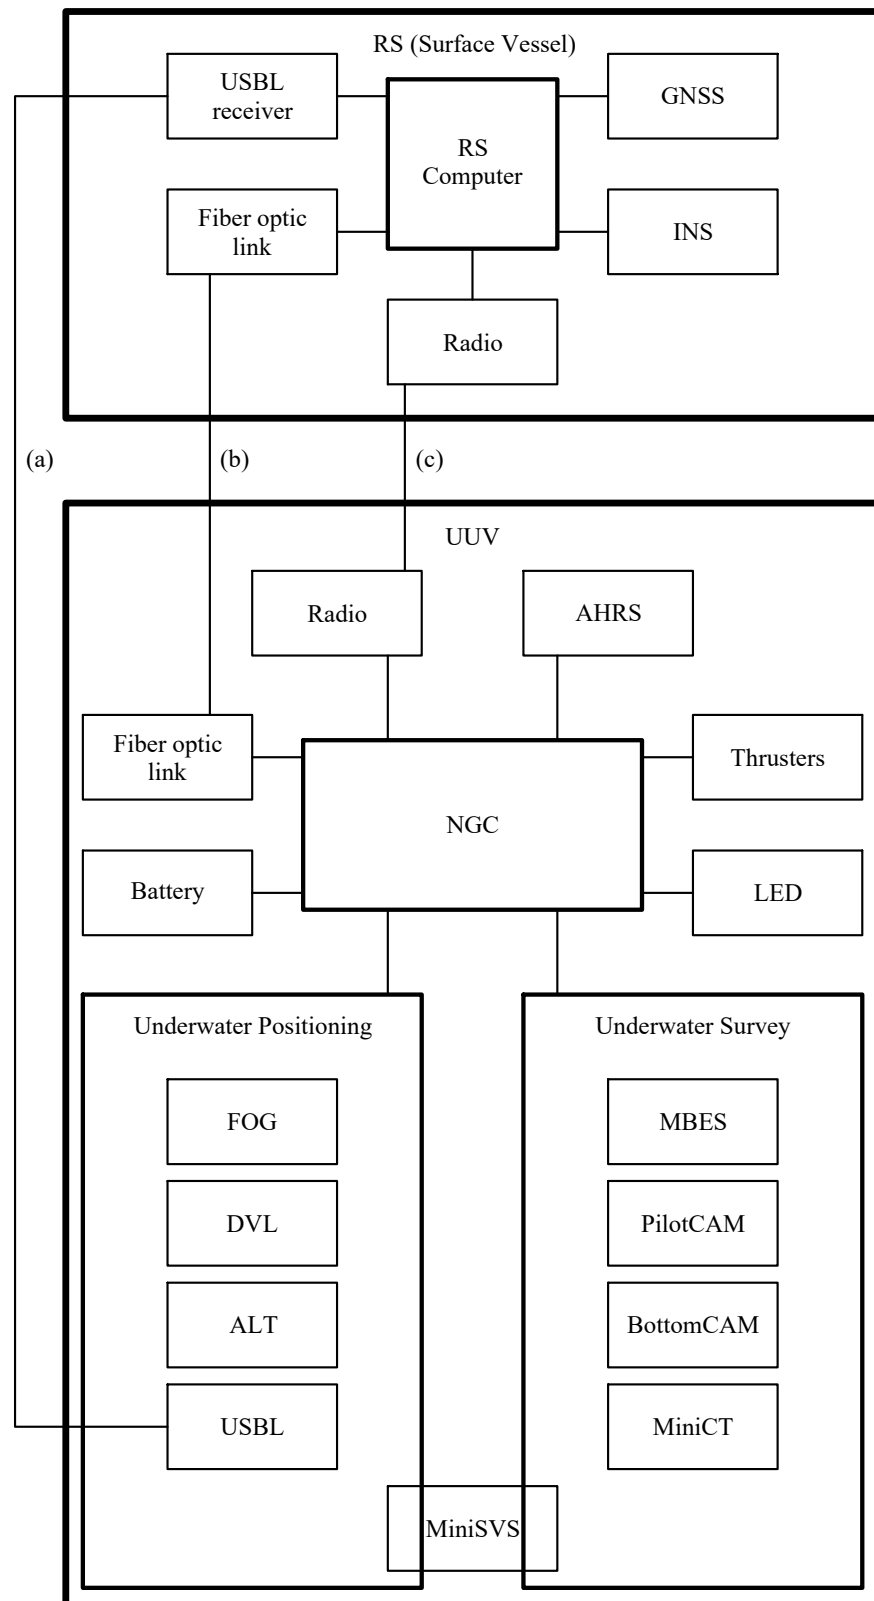 RS (Surface Vessel)
USBL
receiver
GNSS
RS
Computer
Fiber optic
link
INS
Radio
(a)
(b)
(c)
UUV
Radio
AHRS
Fiber optic
link
Thrusters
NGC
Battery
LED
Underwater Positioning
Underwater Survey
FOG
MBES
DVL
PilotCAM
ALT
BottomCAM
USBL
MiniCT
MiniSVS